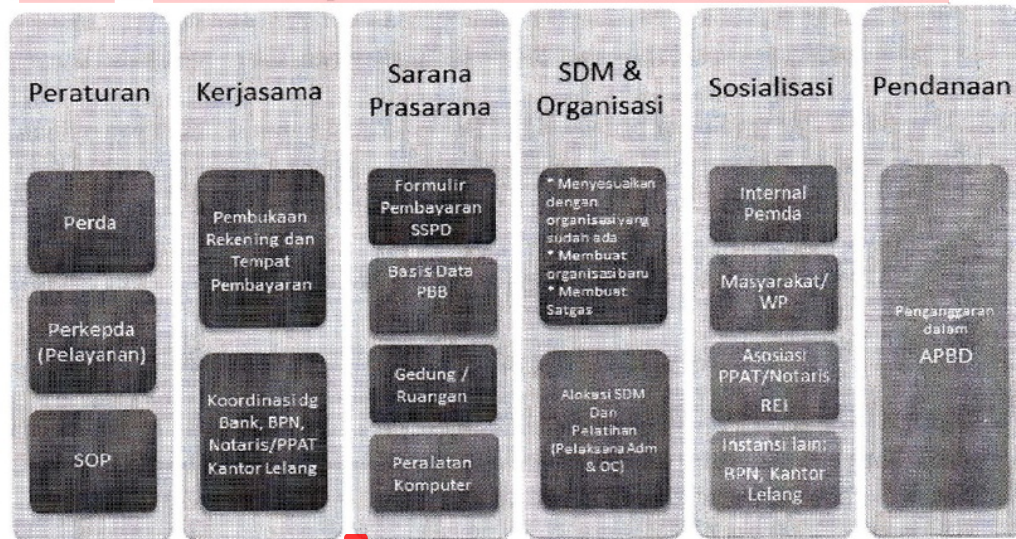 Peraturan
Perda
Perkepda
(Pelayanan)
SOP
Kerjasama
Pembukaan
Rekening dan
Tempat
Pembayaran
Koordinasi dg
Bank, BPN,
Notaris/PPAT
Kantor Lelang
Sarana
Prasarana
Formulir
Pembayaran
SSPD
Basis Data
PBB
Gedung /
Ruangan
Peralatan
Komputer
SDM &
Organisasi
* Menyesuaikan
dengan
organisasi yang
sudah ada
* Membuat
organisasi baru
* Membuat
Satgas
Alokasi SDM
Dan
Pelatihan
(Pelaksana Adm
& OC)
Sosialisasi
Internal
Pemda
Masyarakat/
WP
Asosiasi
PPAT/Notaris
REI
Instansi lain:
BPN, Kantor
Lelang
Pendanaan
Penganggaran
dalam
APBD